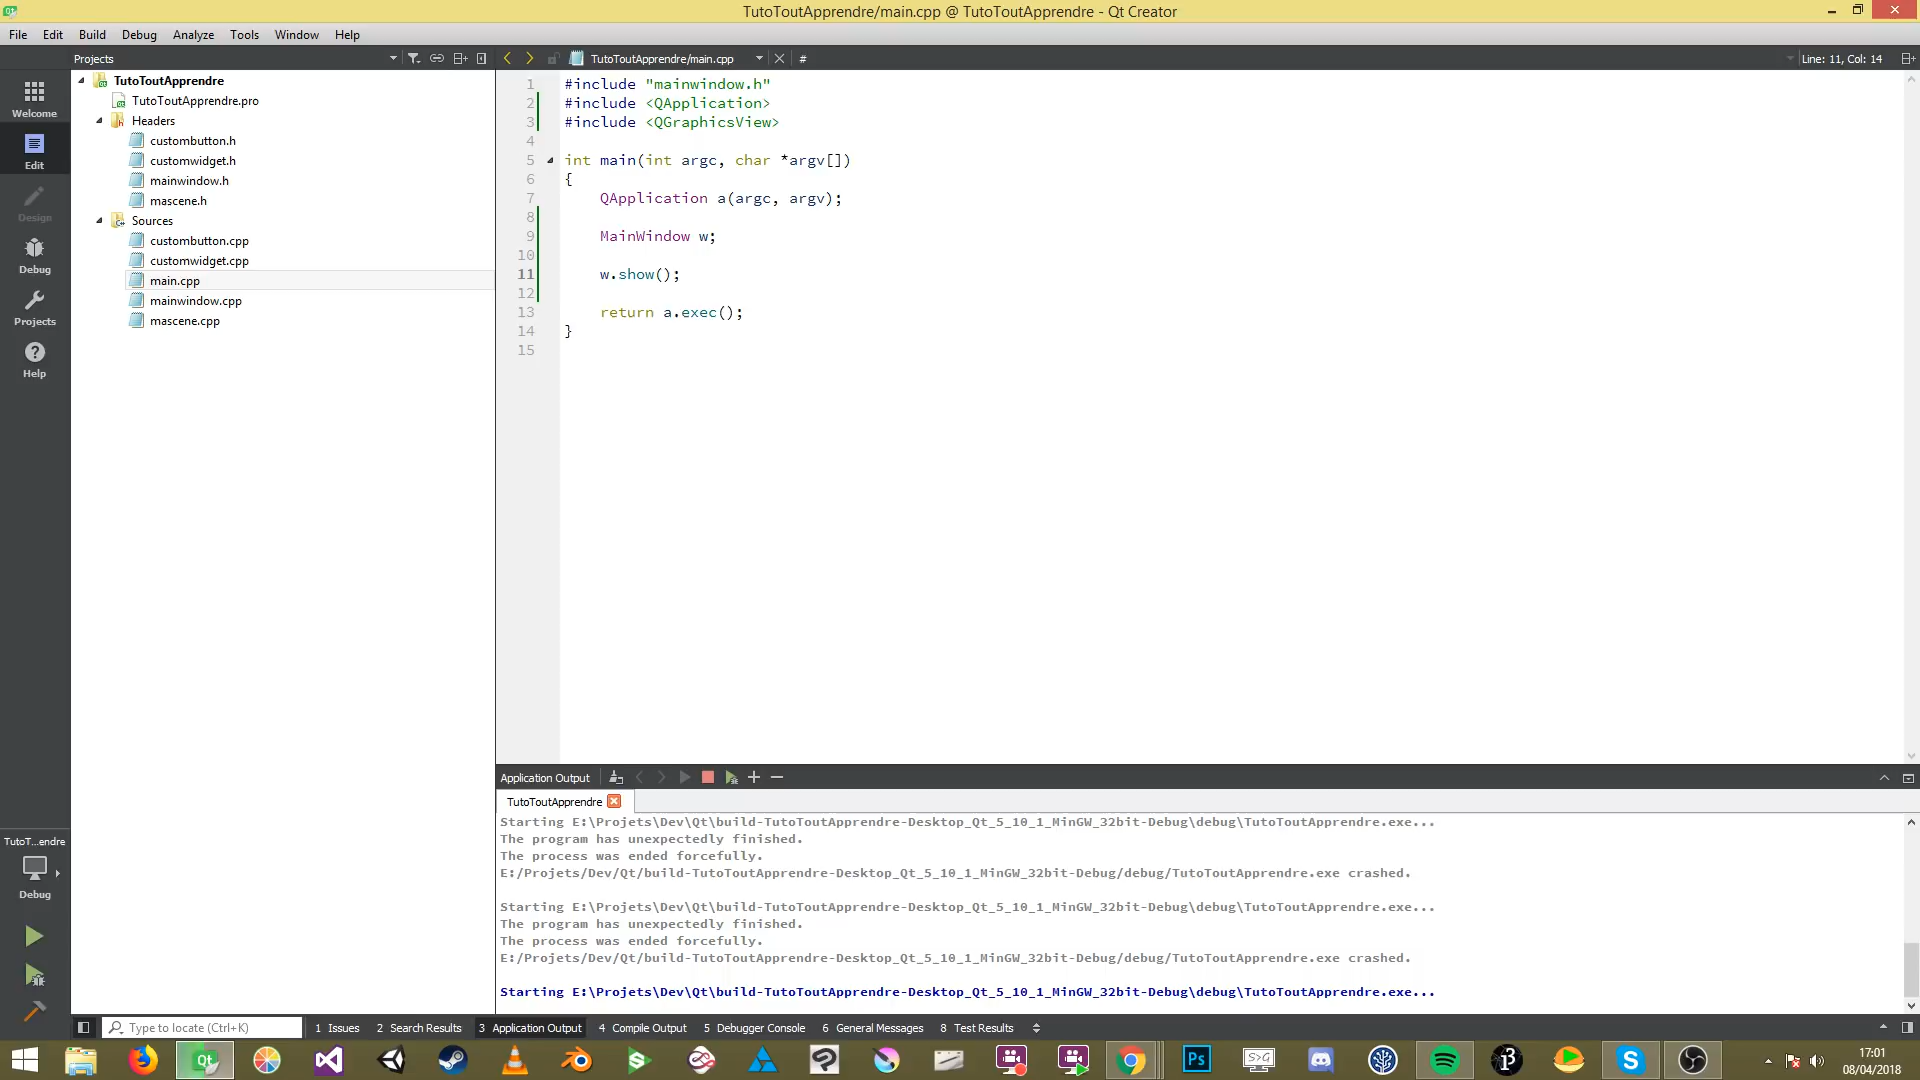 TutoToutApprendre/main.cpp @ TutoToutApprendre - Qt Creator
File Edit Build Debug Analyze Tools Window Help
Projects
TutoToutApprendre/main.cpp
#
Line: 11, Col: 14
Welcome
Edit
Design
Debug
Projects
Help
TutoToutApprendre
TutoToutApprendre.pro
Headers
custombutton.h
customwidget.h
mainwindow.h
mascene.h
Sources
custombutton.cpp
customwidget.cpp
main.cpp
mainwindow.cpp
mascene.cpp
1 #include "mainwindow.h"
2 #include <QApplication>
3 #include <QGraphicsView>
4
5 int main(int argc, char *argv[])
6 {
7 QApplication a(argc, argv);
8
9 MainWindow w;
10
11 w.show();
12
13 return a.exec();
14 }
15
Application Output
TutoToutApprendre
Starting E:\Projets\Dev\Qt\build-TutoToutApprendre-Desktop_Qt_5_10_1_MinGW_32bit-Debug\debug\TutoToutApprendre.exe...
The program has unexpectedly finished.
The process was ended forcefully.
E:/Projets/Dev/Qt/build-TutoToutApprendre-Desktop_Qt_5_10_1_MinGW_32bit-Debug/debug/TutoToutApprendre.exe crashed.
Starting E:\Projets\Dev\Qt\build-TutoToutApprendre-Desktop_Qt_5_10_1_MinGW_32bit-Debug\debug\TutoToutApprendre.exe...
The program has unexpectedly finished.
The process was ended forcefully.
E:/Projets/Dev/Qt/build-TutoToutApprendre-Desktop_Qt_5_10_1_MinGW_32bit-Debug/debug/TutoToutApprendre.exe crashed.
Starting E:\Projets\Dev\Qt\build-TutoToutApprendre-Desktop_Qt_5_10_1_MinGW_32bit-Debug\debug\TutoToutApprendre.exe...
TutoT...endre
Debug
Type to locate (Ctrl+K)
1 Issues 2 Search Results 3 Application Output 4 Compile Output 5 Debugger Console 6 General Messages 8 Test Results
Qt
Ps
S>G
17:01
08/04/2018